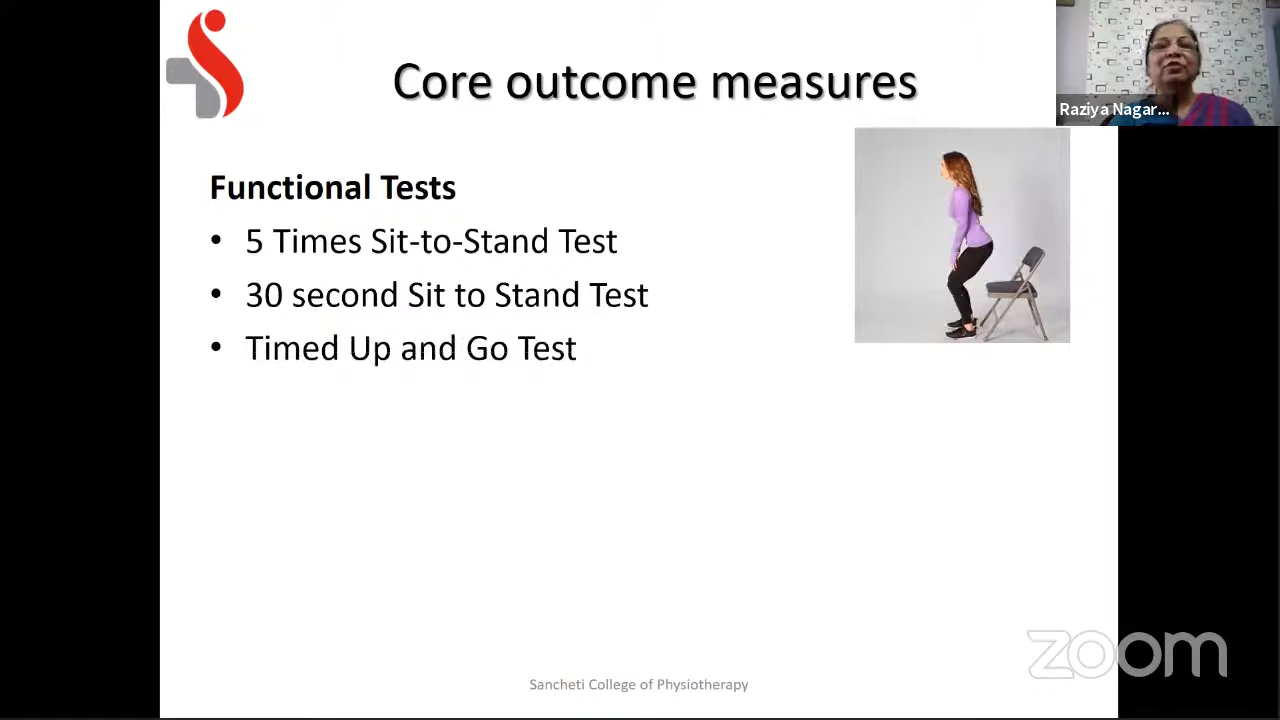 Core outcome measures
Raziya Nagar...
Functional Tests
• 5 Times Sit-to-Stand Test
• 30 second Sit to Stand Test
• Timed Up and Go Test
zoom
Sancheti College of Physiotherapy